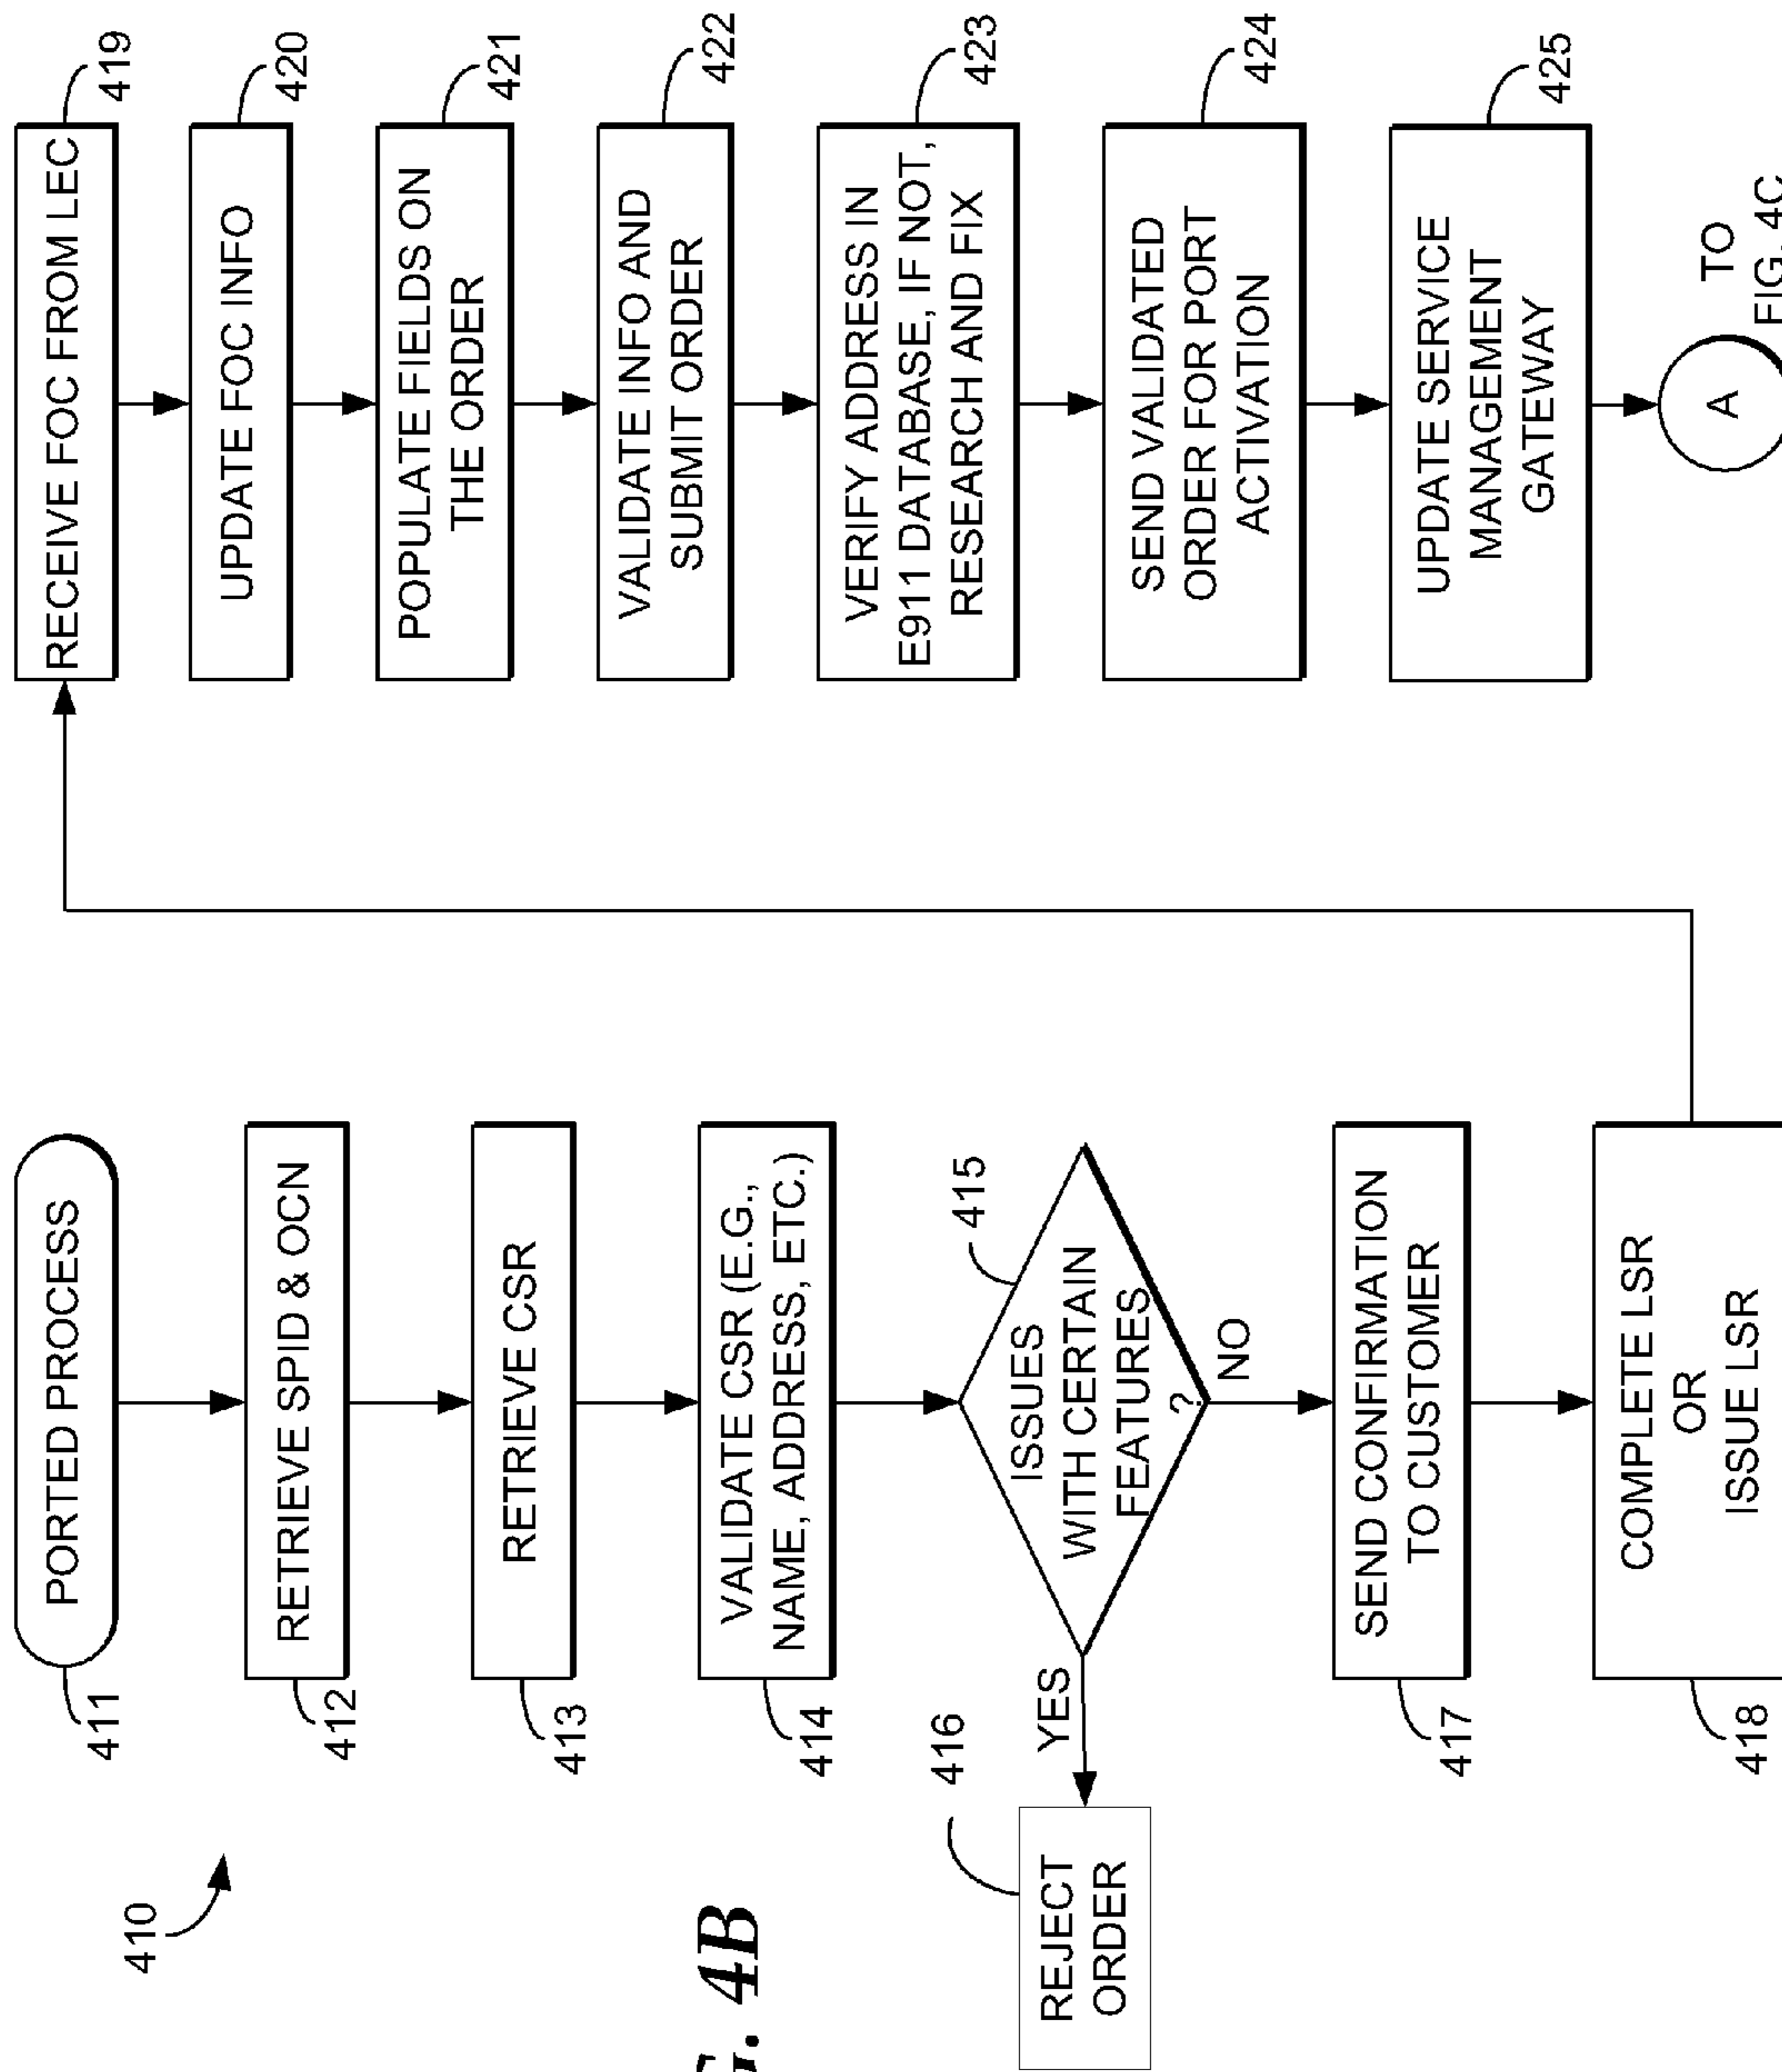 410
411
PORTED PROCESS
412
RETRIEVE SPID & OCN
413
RETRIEVE CSR
414
VALIDATE CSR (E.G.,
NAME, ADDRESS, ETC.)
415
ISSUES
WITH CERTAIN
FEATURES
?
YES
NO
416
REJECT
ORDER
417
SEND CONFIRMATION
TO CUSTOMER
418
COMPLETE LSR
OR
ISSUE LSR
419
RECEIVE FOC FROM LEC
420
UPDATE FOC INFO
421
POPULATE FIELDS ON
THE ORDER
422
VALIDATE INFO AND
SUBMIT ORDER
423
VERIFY ADDRESS IN
E911 DATABASE, IF NOT,
RESEARCH AND FIX
424
SEND VALIDATED
ORDER FOR PORT
ACTIVATION
425
UPDATE SERVICE
MANAGEMENT
GATEWAY
A
TO
FIG. 4C
G. 4B